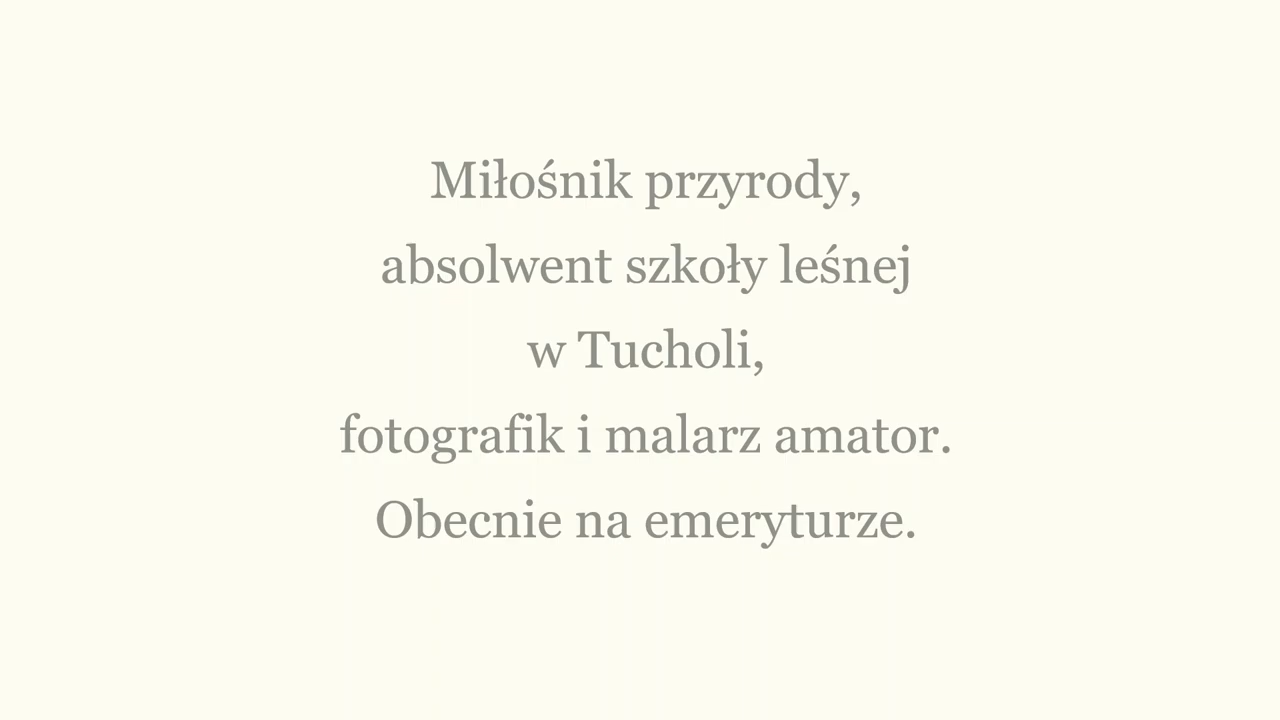 Miłośnik przyrody,
absolwent szkoły leśnej
w Tucholi,
fotografik i malarz amator.
Obecnie na emeryturze.